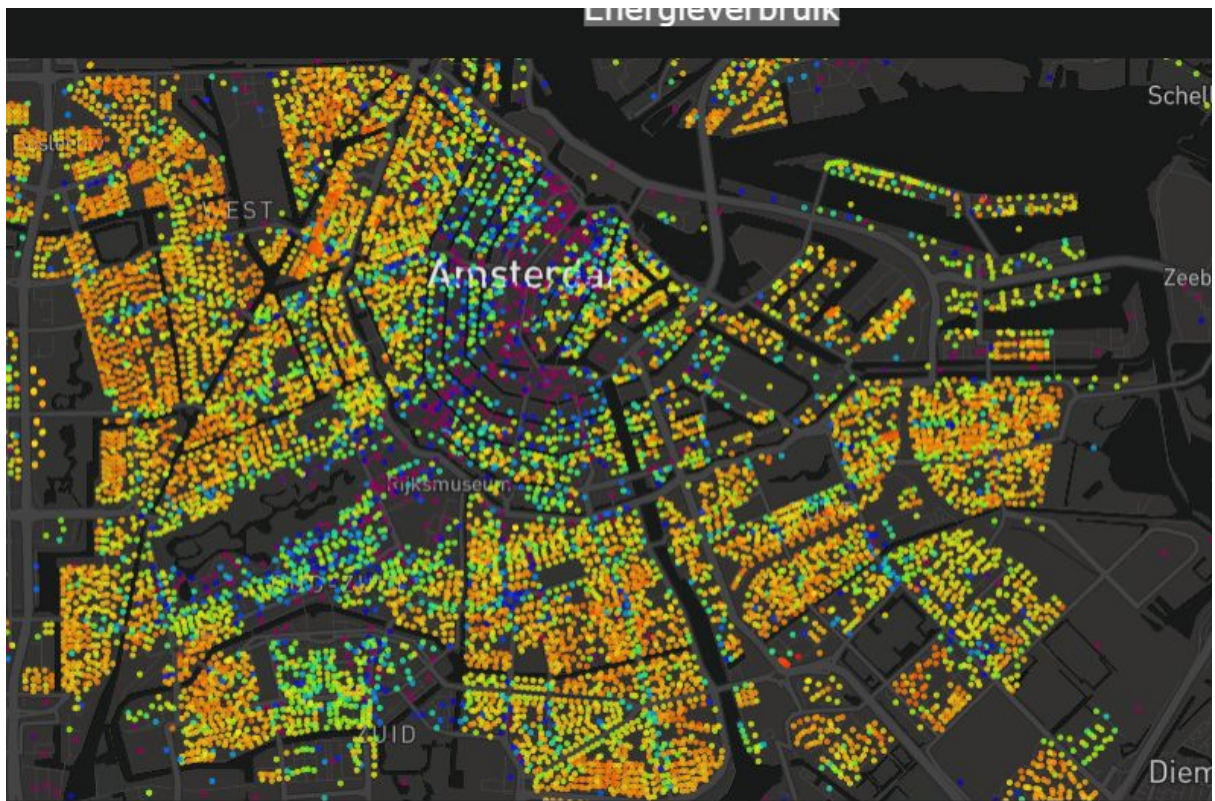 Energieverbruik
Schell
WEST
Amsterdam
Zeeb
Rijksmuseum
ZUID
Diem